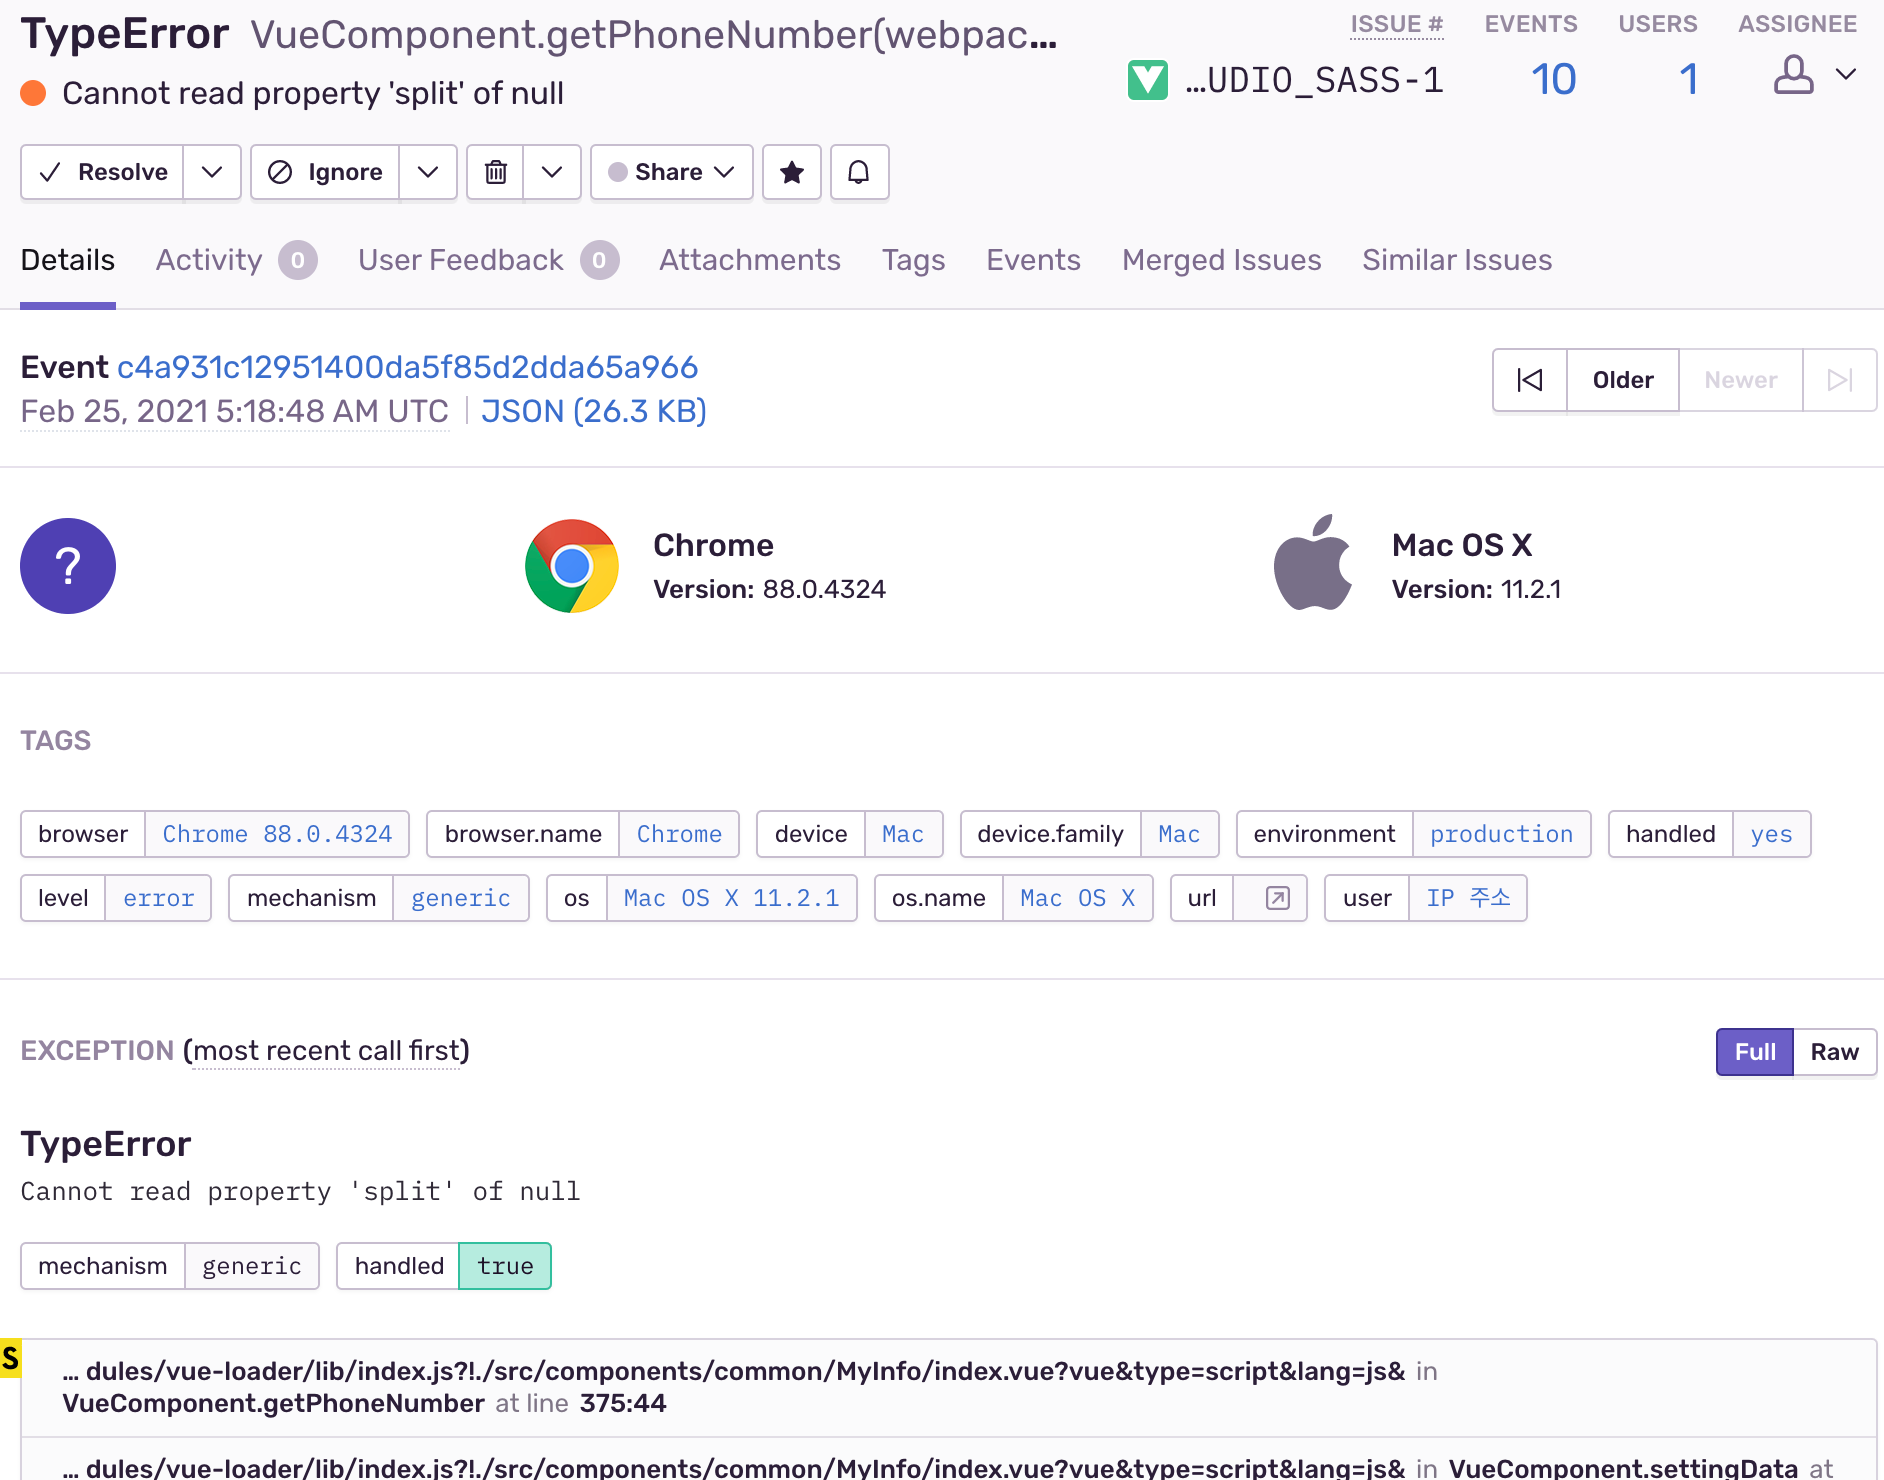 TypeError VueComponent.getPhoneNumber(webpac...
ISSUE # EVENTS USERS ASSIGNEE
Cannot read property 'split' of null
...UDIO_SASS-1 10 1
Resolve Ignore Share
Details Activity 0 User Feedback 0 Attachments Tags Events Merged Issues Similar Issues
Event c4a931c12951400da5f85d2dda65a966
Older Newer
Feb 25, 2021 5:18:48 AM UTC JSON (26.3 KB)
?
Chrome
Version: 88.0.4324
Mac OS X
Version: 11.2.1
TAGS
browser Chrome 88.0.4324 browser.name Chrome device Mac device.family Mac environment production handled yes
level error mechanism generic os Mac OS X 11.2.1 os.name Mac OS X url user IP 주소
EXCEPTION (most recent call first)
Full Raw
TypeError
Cannot read property 'split' of null
mechanism generic handled true
S
... dules/vue-loader/lib/index.js?!./src/components/common/MyInfo/index.vue?vue&type=script&lang=js& in
VueComponent.getPhoneNumber at line 375:44
... dules/vue-loader/lib/index.js?!./src/components/common/MyInfo/index.vue?vue&type=script&lang=js& in VueComponent.settingData at